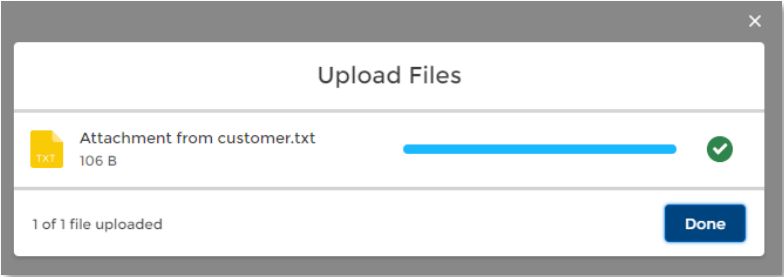 Upload Files
TXT
Attachment from customer.txt
106 B
1 of 1 file uploaded
Done